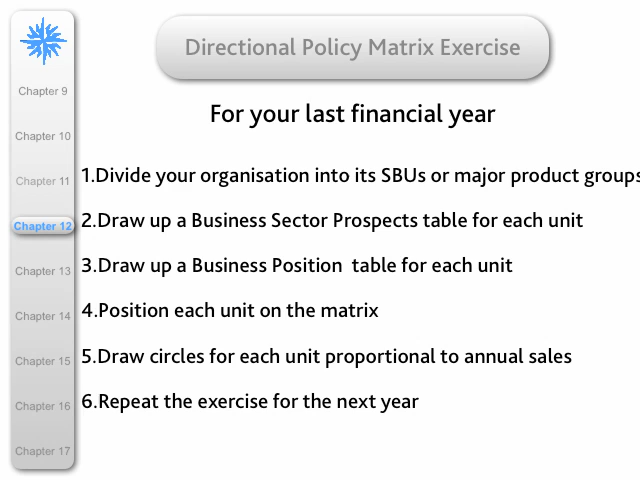 Directional Policy Matrix Exercise
For your last financial year
Chapter 9
Chapter 10
Chapter 11
Chapter 12
Chapter 13
Chapter 14
Chapter 15
Chapter 16
Chapter 17
1.Divide your organisation into its SBUs or major product groups
2.Draw up a Business Sector Prospects table for each unit
3.Draw up a Business Position  table for each unit
4.Position each unit on the matrix
5.Draw circles for each unit proportional to annual sales
6.Repeat the exercise for the next year